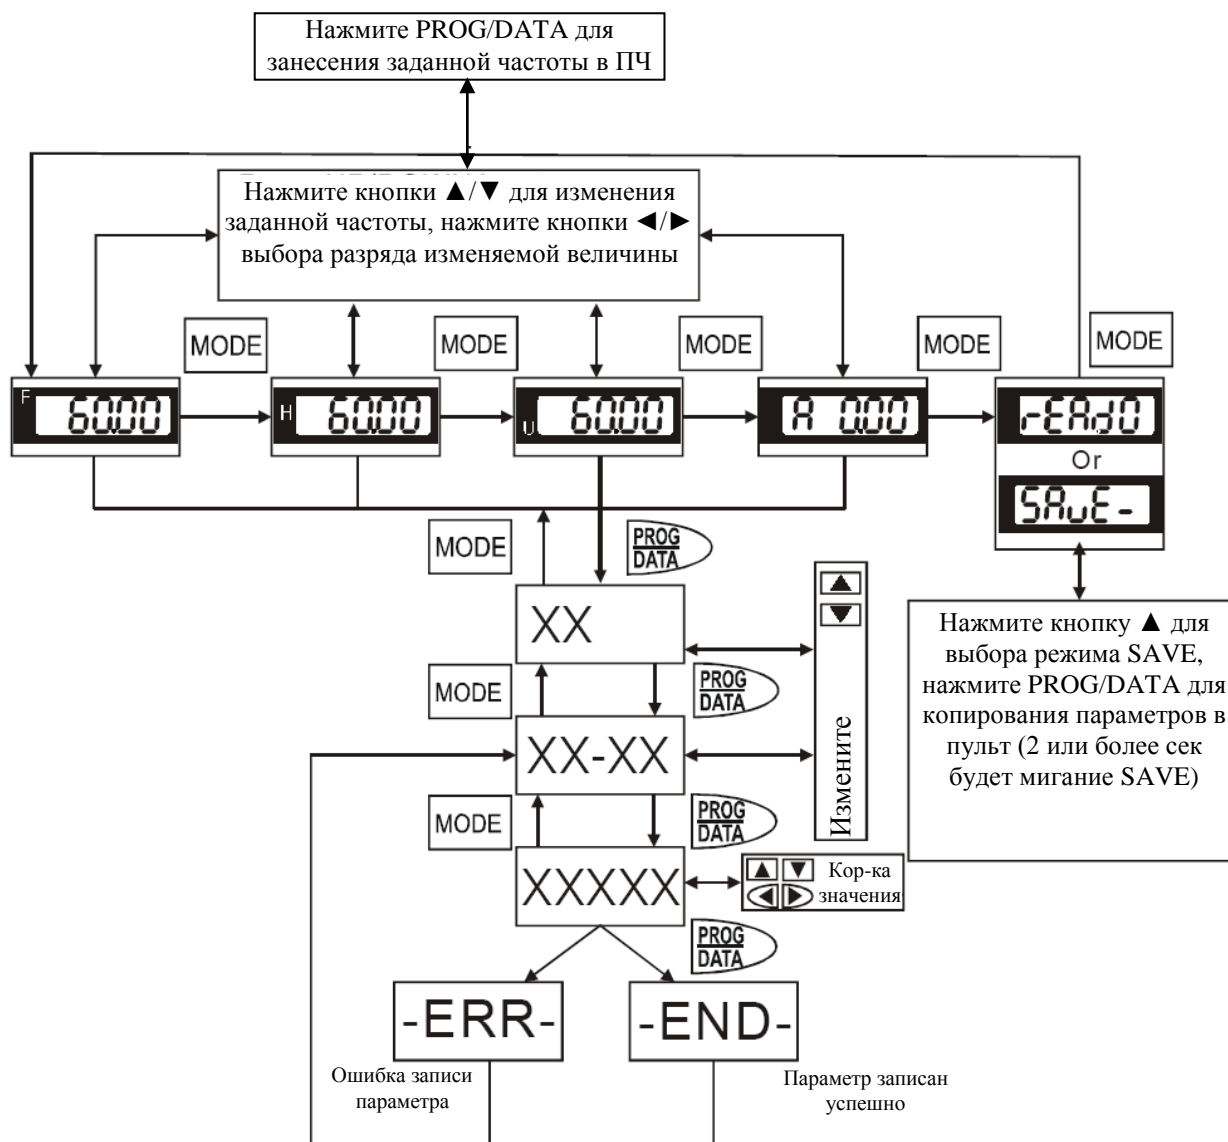 Нажмите PROG/DATA для
занесения заданной частоты в ПЧ
Нажмите кнопки ▲/▼ для изменения
заданной частоты, нажмите кнопки ◄/►
выбора разряда изменяемой величины
MODE
MODE
MODE
MODE
MODE
F 60.00
H 60.00
U 60.00
A 0.00
rEAd0
Or
SAvE-
MODE
PROG
DATA
XX
MODE
PROG
DATA
XX-XX
MODE
PROG
DATA
XXXXX
PROG
DATA
▲
▼
Измените
▲ ▼ Кор-ка
◄ ► значения
Нажмите кнопку ▲ для
выбора режима SAVE,
нажмите PROG/DATA для
копирования параметров в
пульт (2 или более сек
будет мигание SAVE)
-ERR-
-END-
Ошибка записи
параметра
Параметр записан
успешно